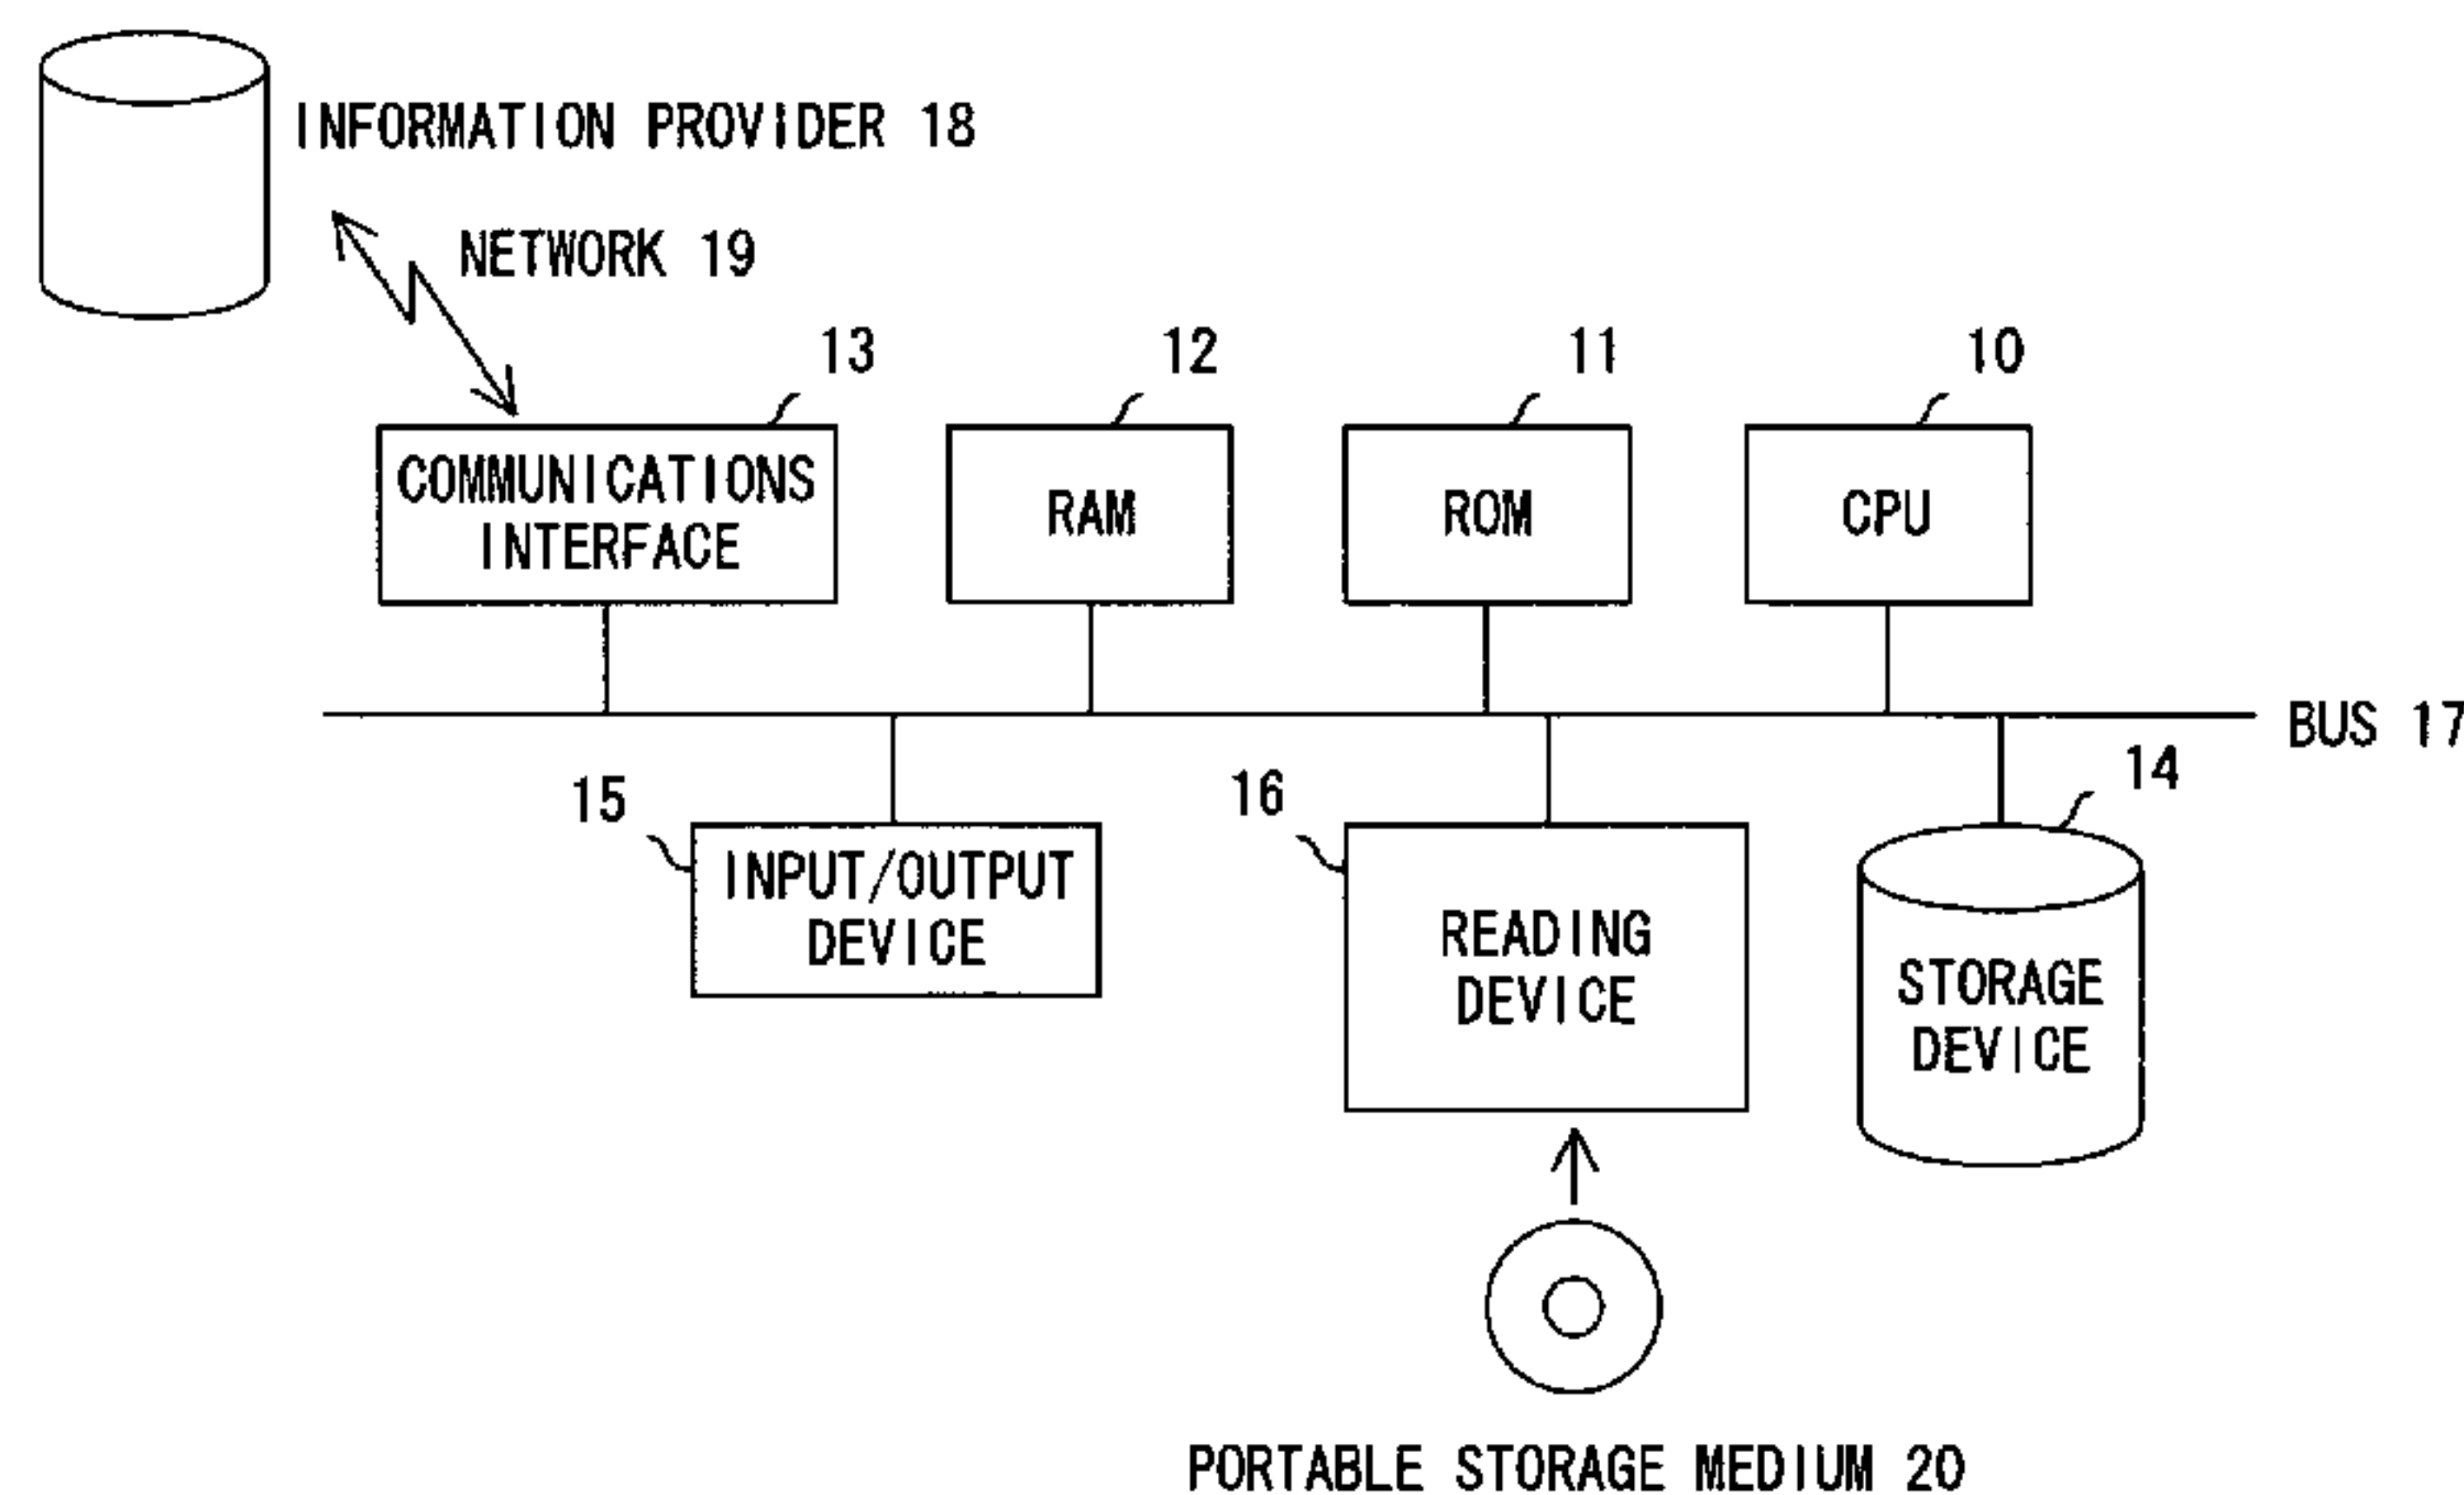 INFORMATION PROVIDER 18
NETWORK 19
13
12
11
10
COMMUNICATIONS
INTERFACE
RAM
ROM
CPU
BUS 17
15
16
14
INPUT/OUTPUT
DEVICE
READING
DEVICE
STORAGE
DEVICE
PORTABLE STORAGE MEDIUM 20